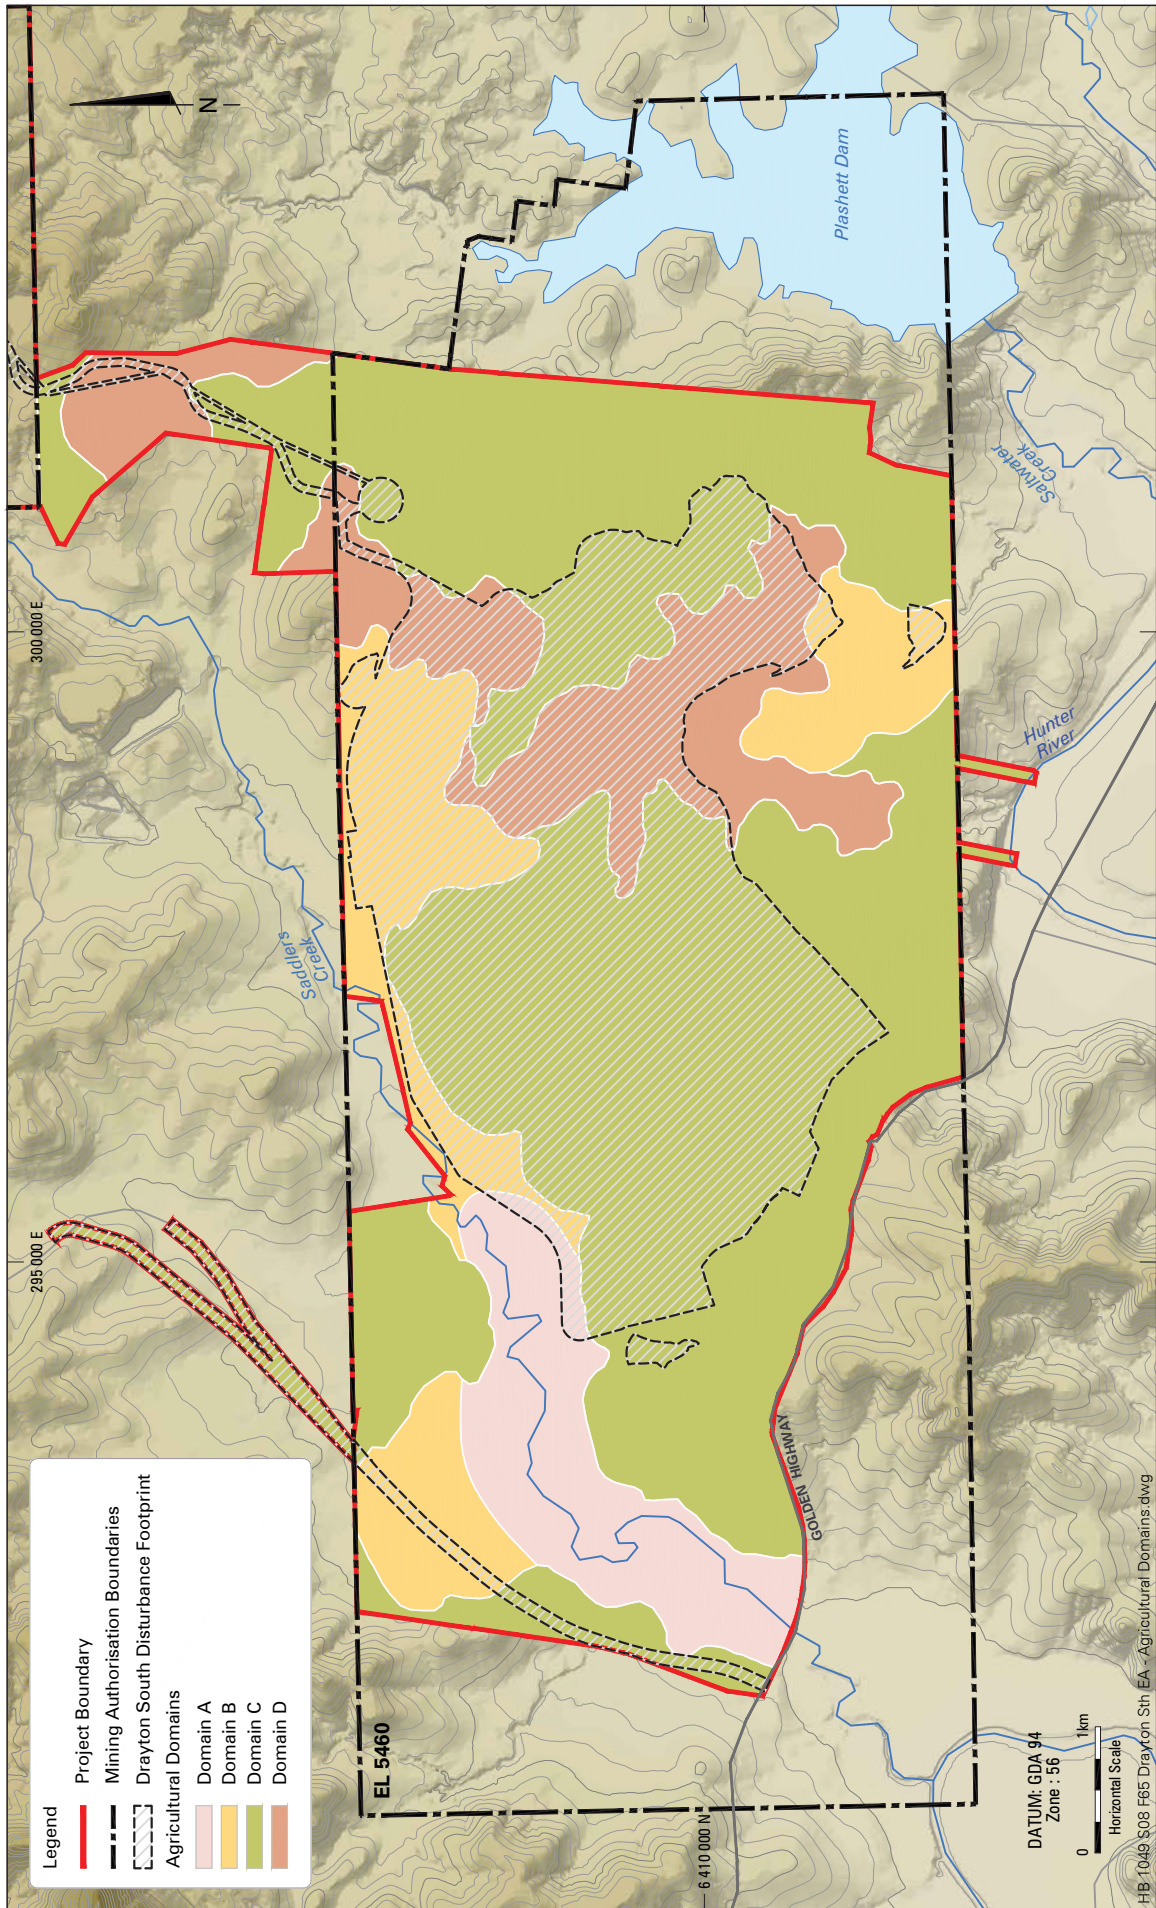 Legend
Project Boundary
Mining Authorisation Boundaries
Drayton South Disturbance Footprint
Agricultural Domains
Domain A
Domain B
Domain C
Domain D
EL 5460
295 000 E
300 000 E
6 410 000 N
N
Saddlers
Creek
Plashett Dam
Saltwater
Creek
Hunter
River
GOLDEN HIGHWAY
DATUM: GDA 94
Zone : 56
0
1km
Horizontal Scale
HB 1049 S08 F65 Drayton Sth EA - Agricultural Domains.dwg